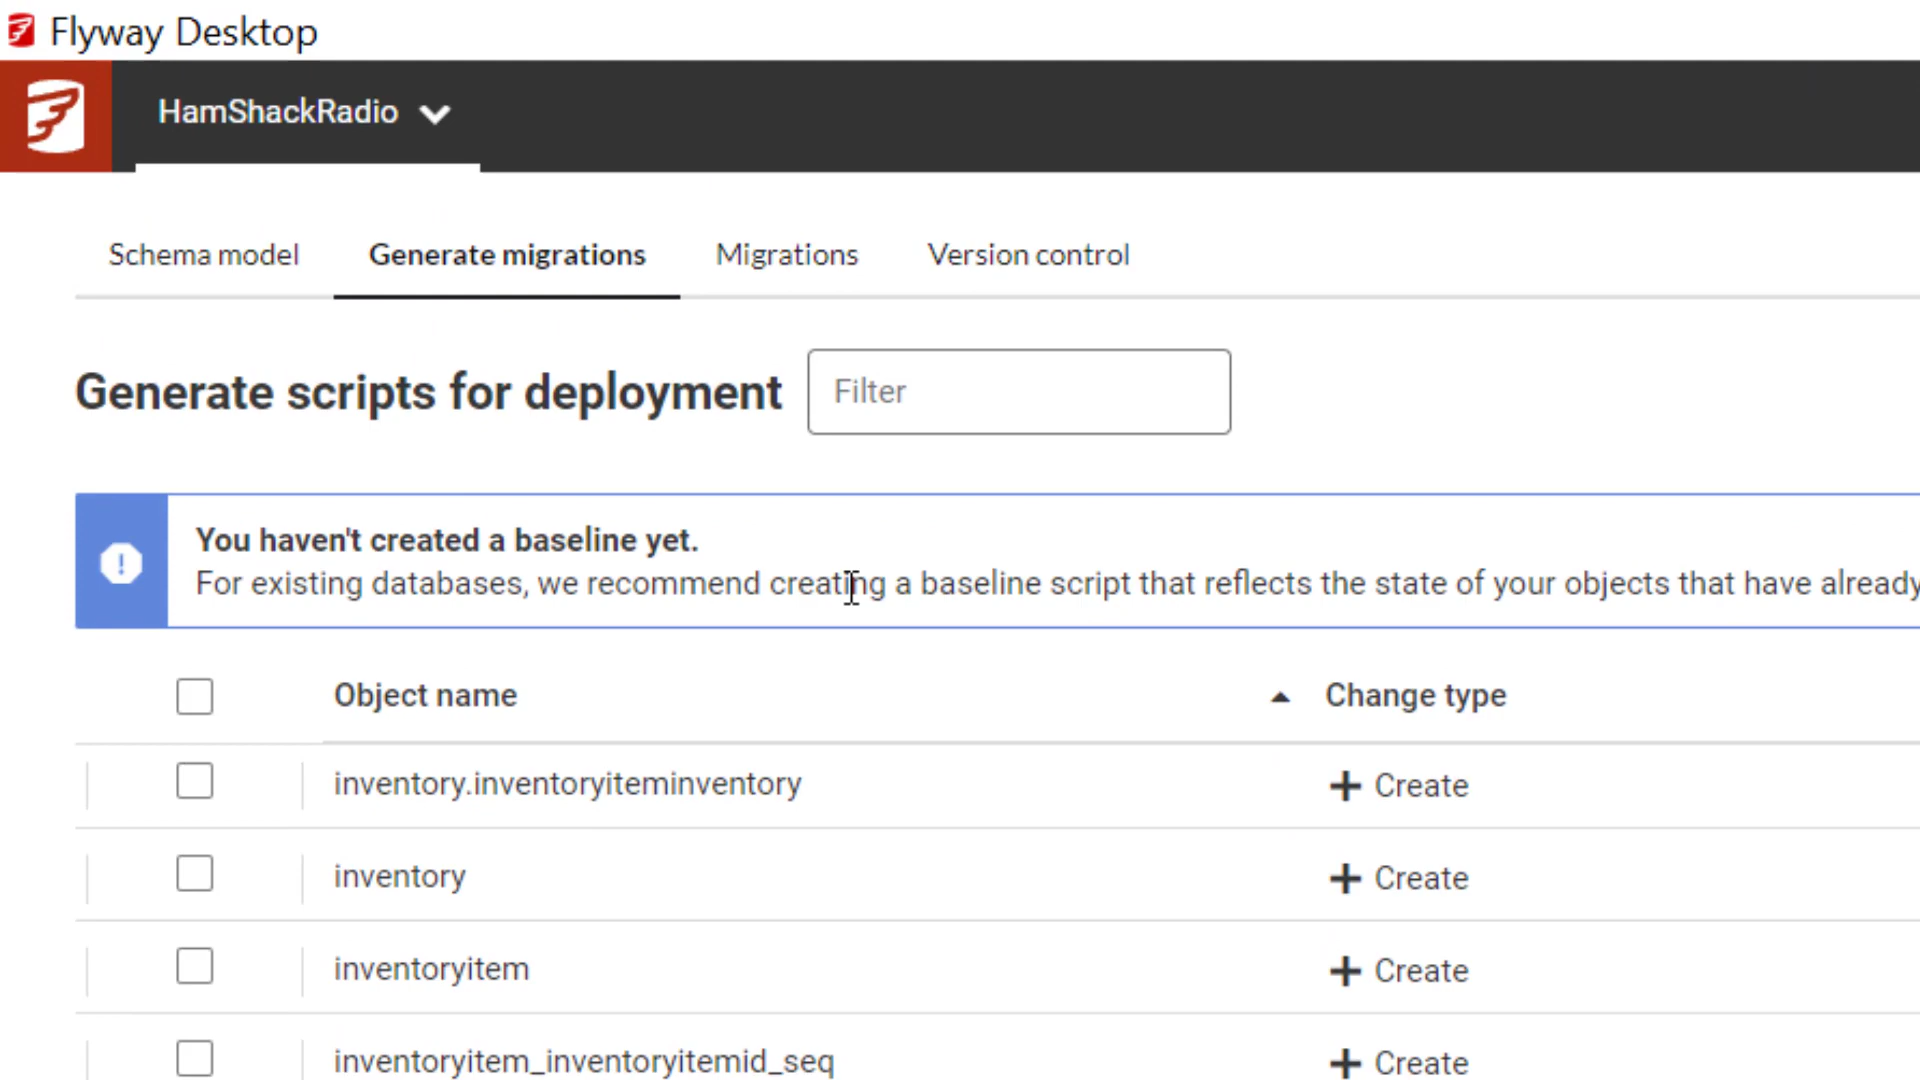 Flyway Desktop
HamShackRadio
Schema model Generate migrations Migrations Version control
Generate scripts for deployment Filter
You haven't created a baseline yet.
For existing databases, we recommend creating a baseline script that reflects the state of your objects that have already
Object name Change type
inventory.inventoryiteminventory Create
inventory Create
inventoryitem Create
inventoryitem_inventoryitemid_seq Create